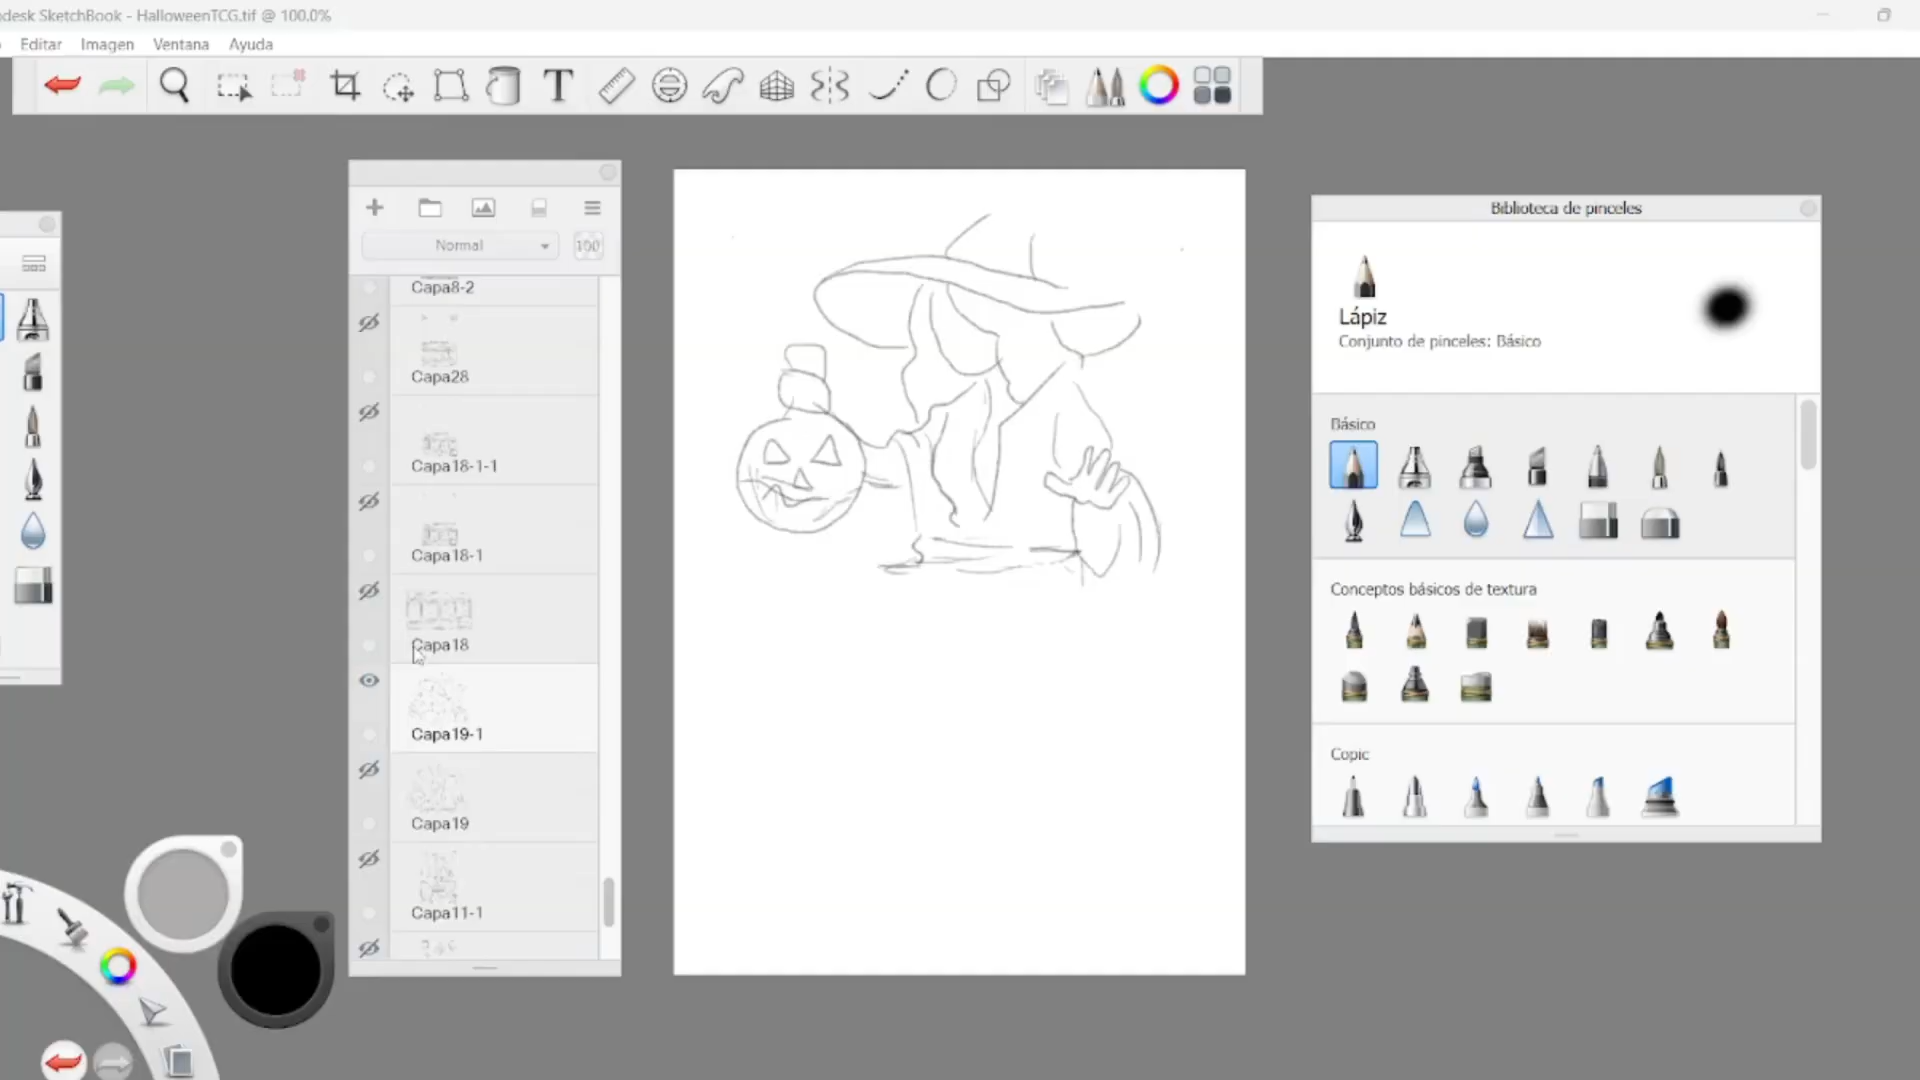 desk SketchBook - HalloweenTCG.tif @ 100.0%
Editar Imagen Ventana Ayuda
T
Normal 100
Capa8-2
Capa28
Capa18-1-1
Capa18-1
Capa18
Capa19-1
Capa19
Capa11-1
Biblioteca de pinceles
Lápiz
Conjunto de pinceles: Básico
Básico
Conceptos básicos de textura
Copic